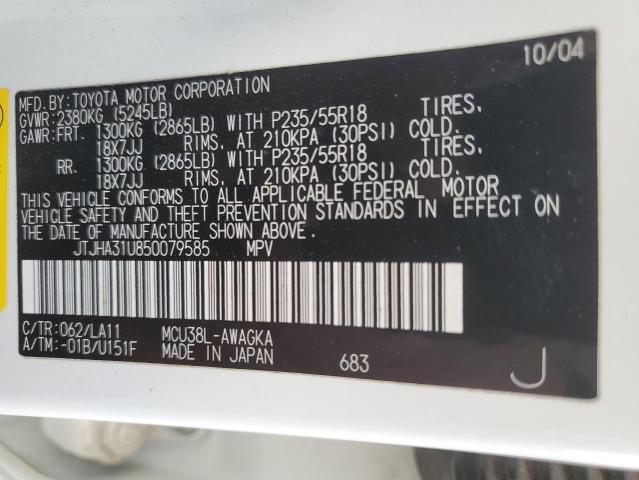 10/04
MFD.BY:TOYOTA MOTOR CORPORATION
GVWR:2380KG (5245LB)
GAWR:FRT. 1300KG (2865LB) WITH P235/55R18 TIRES,
18X7JJ RIMS, AT 210KPA (30PSI) COLD.
RR. 1300KG (2865LB) WITH P235/55R18 TIRES,
18X7JJ RIMS, AT 210KPA (30PSI) COLD.
THIS VEHICLE CONFORMS TO ALL APPLICABLE FEDERAL MOTOR
VEHICLE SAFETY AND THEFT PREVENTION STANDARDS IN EFFECT ON
THE DATE OF MANUFACTURE SHOWN ABOVE.
JTJHA31U850079585 MPV
C/TR:062/LA11 MCU38L-AWAGKA
A/TM:-01B/U151F MADE IN JAPAN 683
J